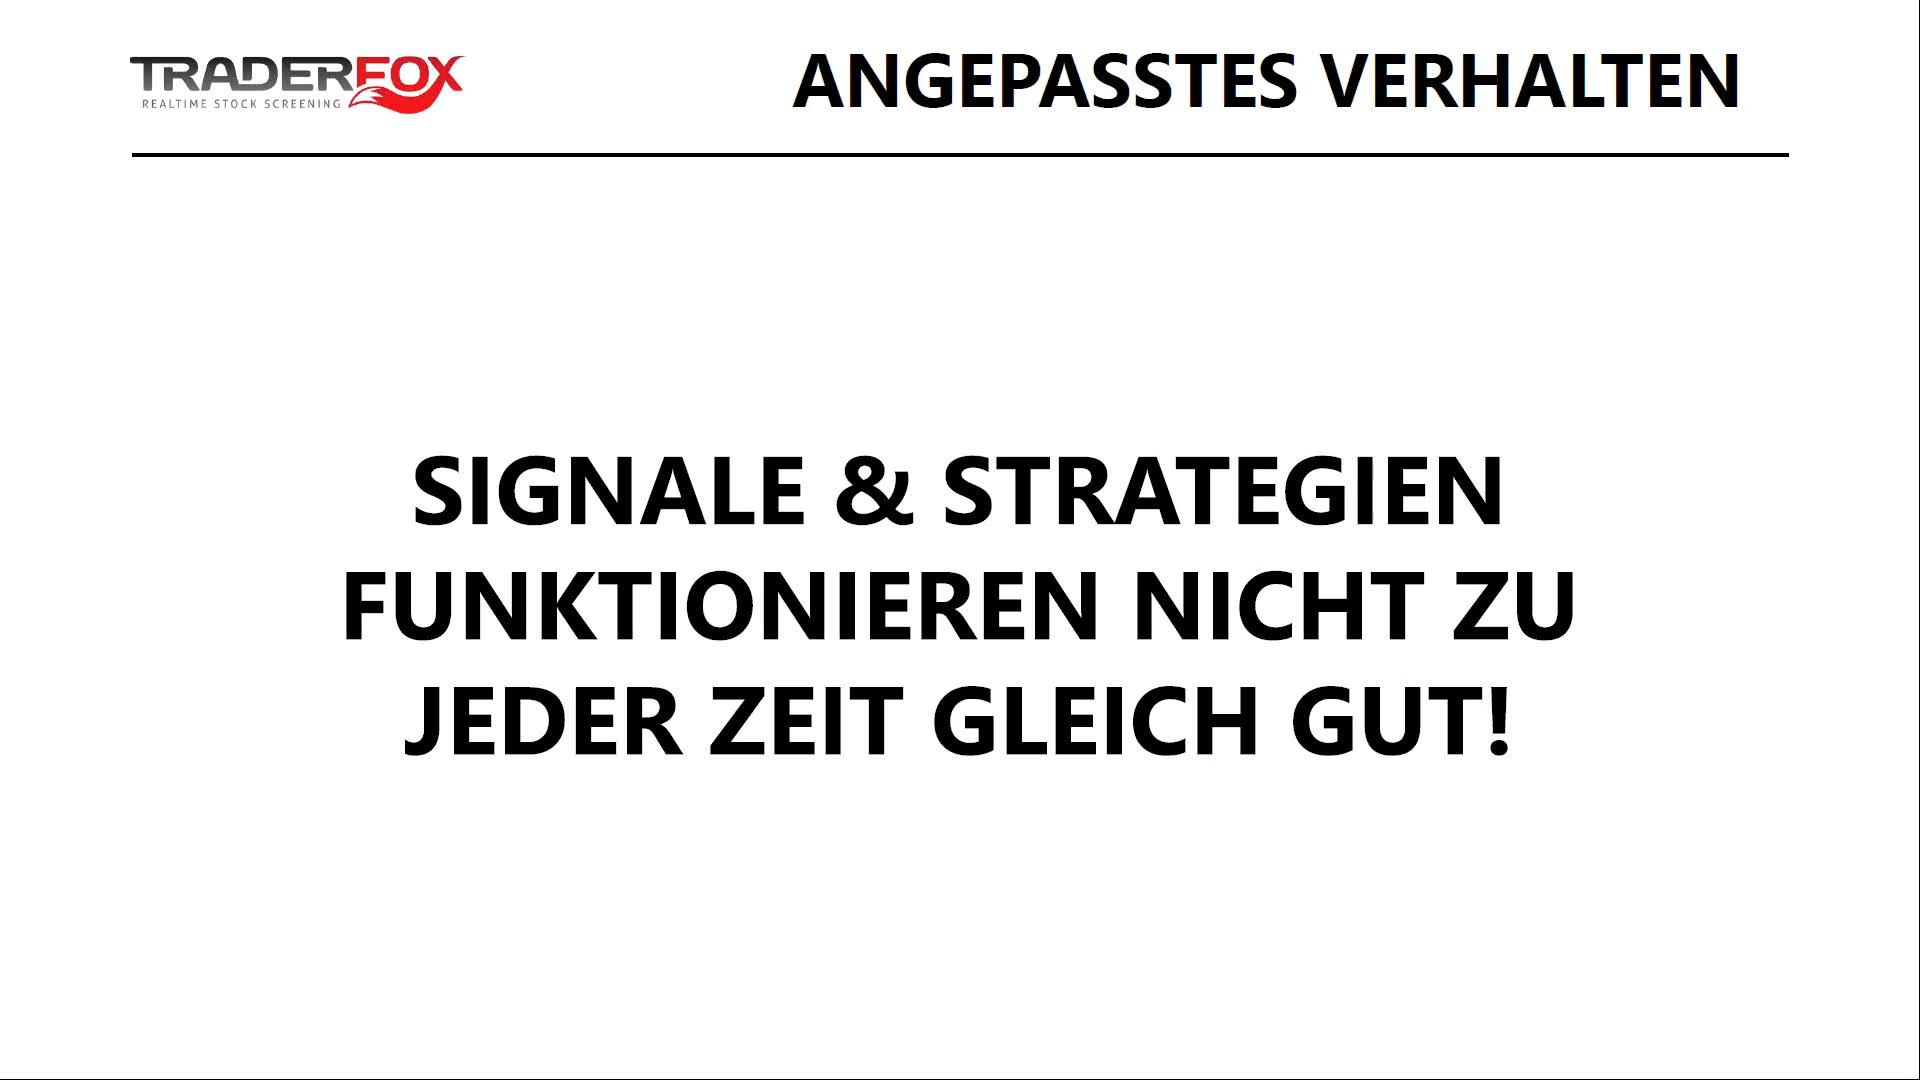 TRADERFOX
REALTIME STOCK SCREENING
ANGEPASSTES VERHALTEN
SIGNALE & STRATEGIEN
FUNKTIONIEREN NICHT ZU
JEDER ZEIT GLEICH GUT!